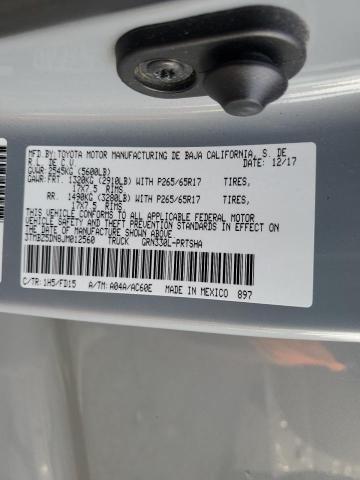 MFD.BY:TOYOTA MOTOR MANUFACTURING DE BAJA CALIFORNIA, S. DE
R.L. DE C.V. 12/17
GVWR 2545KG (5600LB)
GAWR FRT. 1320KG (2910LB) WITH P265/65R17 TIRES,
17X7.5 RIMS
RR. 1490KG (3280LB) WITH P265/65R17 TIRES,
17X7.5 RIMS
THIS VEHICLE CONFORMS TO ALL APPLICABLE FEDERAL MOTOR
VEHICLE SAFETY AND THEFT PREVENTION STANDARDS IN EFFECT ON
THE DATE OF MANUFACTURE SHOWN ABOVE.
3TMBZ5DN8JM012560 TRUCK GRN330L-PRTSHA
C/TR: 1H5/FD15 A/TM: A04A/AC60E MADE IN MEXICO 897